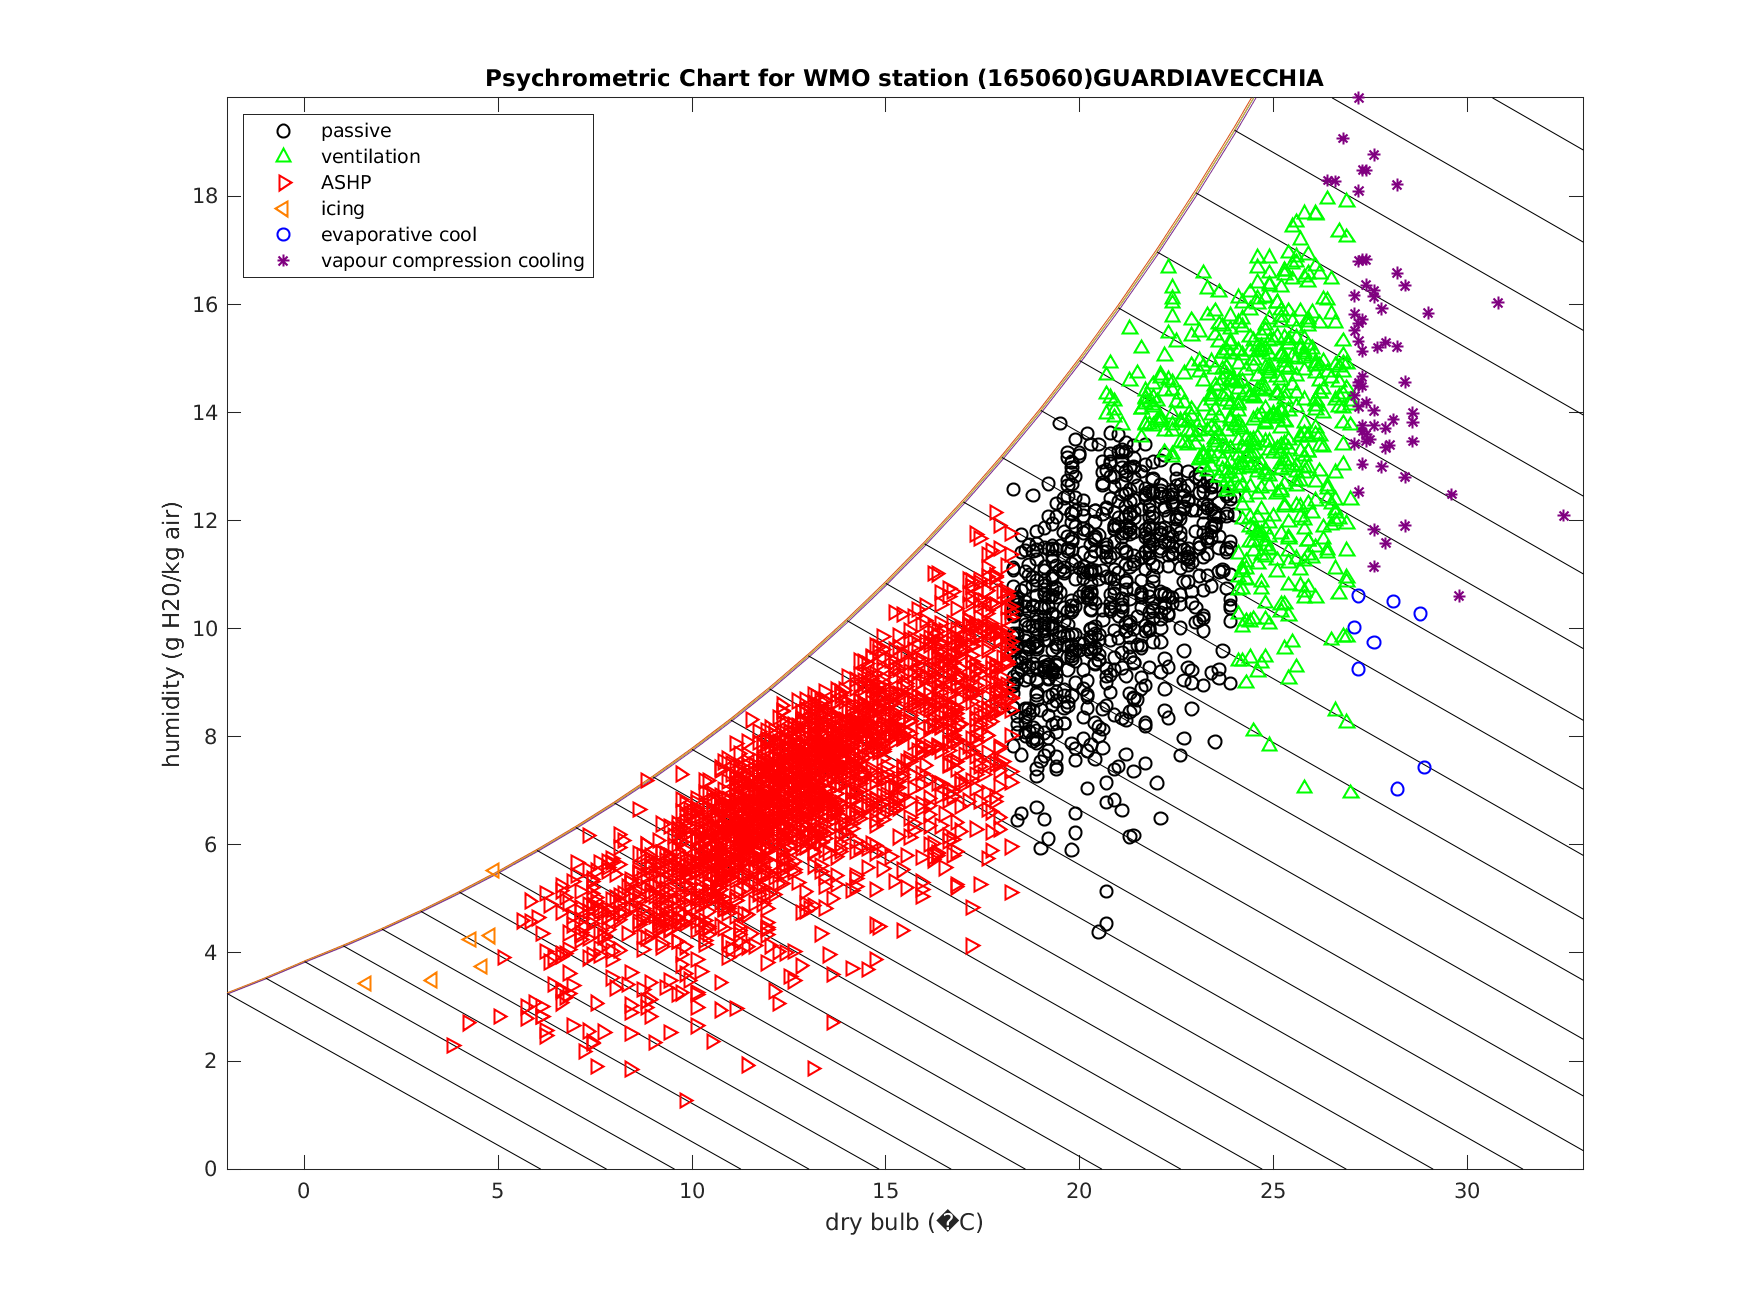 Psychrometric Chart for WMO station (165060)GUARDIAVECCHIA
passive
ventilation
ASHP
icing
evaporative cool
vapour compression cooling
humidity (g H20/kg air)
18
16
14
12
10
8
6
4
2
0
0 5 10 15 20 25 30
dry bulb (�C)